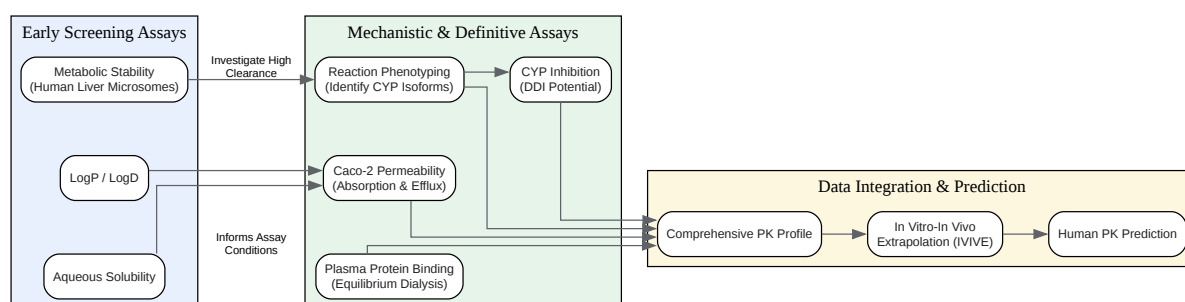 Early Screening Assays
Metabolic Stability
(Human Liver Microsomes)
LogP / LogD
Aqueous Solubility
Investigate High
Clearance
Informs Assay
Conditions
Mechanistic & Definitive Assays
Reaction Phenotyping
(Identify CYP Isoforms)
CYP Inhibition
(DDI Potential)
Caco-2 Permeability
(Absorption & Efflux)
Plasma Protein Binding
(Equilibrium Dialysis)
Data Integration & Prediction
Comprehensive PK Profile
In Vitro-In Vivo
Extrapolation (IVIVE)
Human PK Prediction